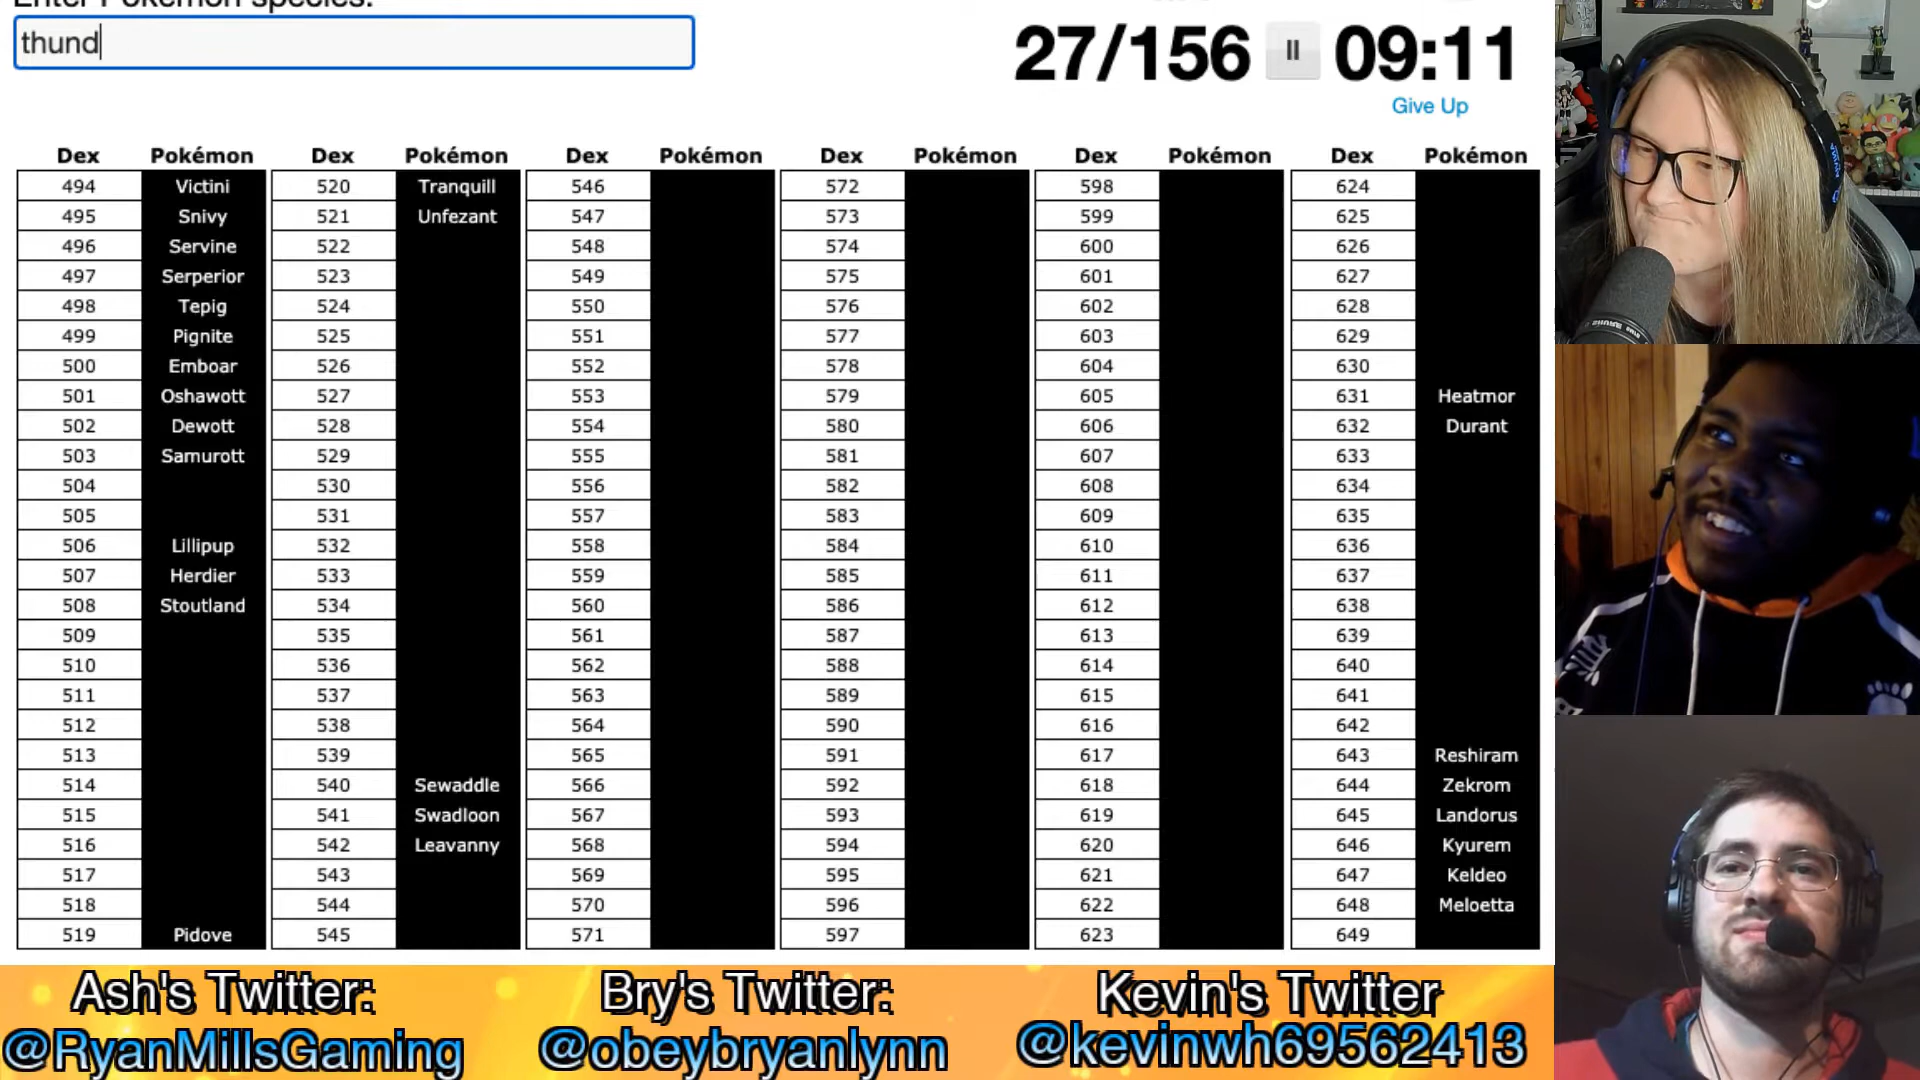 Enter Pokémon species:
thund
27/156 09:11
Give Up
Dex Pokémon Dex Pokémon Dex Pokémon Dex Pokémon Dex Pokémon Dex Pokémon
494 Victini 520 Tranquill 546 572 598 624
495 Snivy 521 Unfezant 547 573 599 625
496 Servine 522 548 574 600 626
497 Serperior 523 549 575 601 627
498 Tepig 524 550 576 602 628
499 Pignite 525 551 577 603 629
500 Emboar 526 552 578 604 630
501 Oshawott 527 553 579 605 631 Heatmor
502 Dewott 528 554 580 606 632 Durant
503 Samurott 529 555 581 607 633
504 530 556 582 608 634
505 531 557 583 609 635
506 Lillipup 532 558 584 610 636
507 Herdier 533 559 585 611 637
508 Stoutland 534 560 586 612 638
509 535 561 587 613 639
510 536 562 588 614 640
511 537 563 589 615 641
512 538 564 590 616 642
513 539 565 591 617 643 Reshiram
514 540 Sewaddle 566 592 618 644 Zekrom
515 541 Swadloon 567 593 619 645 Landorus
516 542 Leavanny 568 594 620 646 Kyurem
517 543 569 595 621 647 Keldeo
518 544 570 596 622 648 Meloetta
519 Pidove 545 571 597 623 649
Ash's Twitter: Bry's Twitter: Kevin's Twitter
@RyanMillsGaming @obeybryanlynn @kevinwh69562413